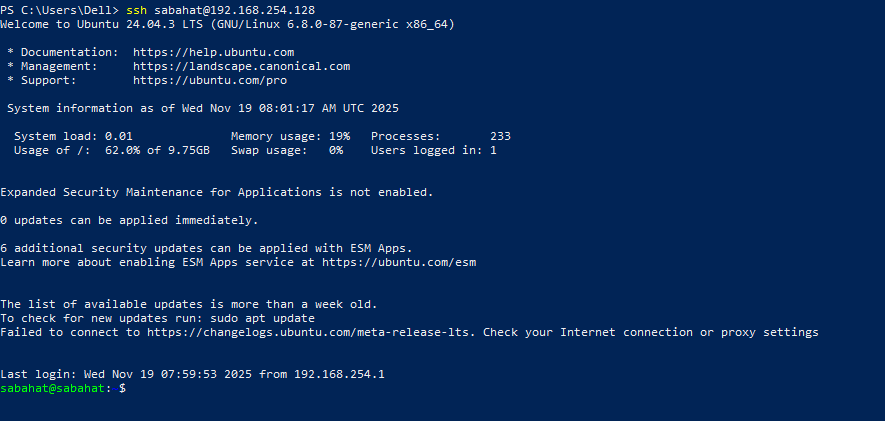 PS C:\Users\Dell> ssh sabahat@192.168.254.128
Welcome to Ubuntu 24.04.3 LTS (GNU/Linux 6.8.0-87-generic x86_64)
* Documentation:  https://help.ubuntu.com
* Management:     https://landscape.canonical.com
* Support:        https://ubuntu.com/pro
System information as of Wed Nov 19 08:01:17 AM UTC 2025
System load: 0.01              Memory usage: 19%   Processes:       233
Usage of /:  62.0% of 9.75GB   Swap usage:   0%    Users logged in: 1
Expanded Security Maintenance for Applications is not enabled.
0 updates can be applied immediately.
6 additional security updates can be applied with ESM Apps.
Learn more about enabling ESM Apps service at https://ubuntu.com/esm
The list of available updates is more than a week old.
To check for new updates run: sudo apt update
Failed to connect to https://changelogs.ubuntu.com/meta-release-lts. Check your Internet connection or proxy settings
Last login: Wed Nov 19 07:59:53 2025 from 192.168.254.1
sabahat@sabahat: $